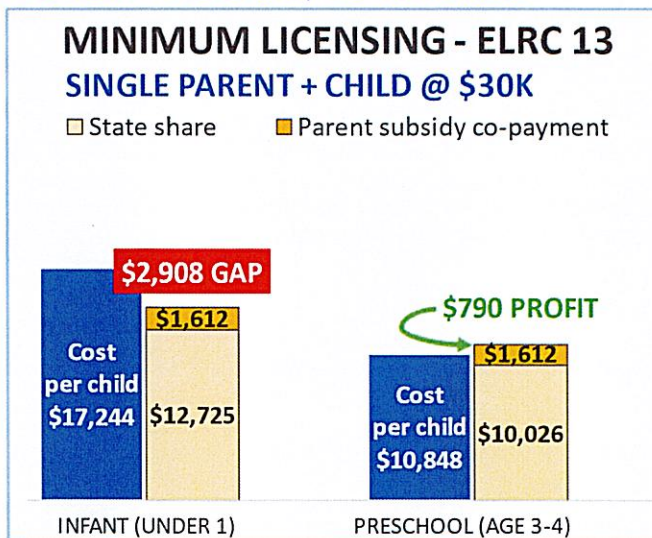 MINIMUM LICENSING - ELRC 13
SINGLE PARENT + CHILD @ $30K
State share
Parent subsidy co-payment
$2,908 GAP
$1,612
Cost
per child
$17,244
$12,725
INFANT (UNDER 1)
$790 PROFIT
$1,612
Cost
per child
$10,848
$10,026
PRESCHOOL (AGE 3-4)